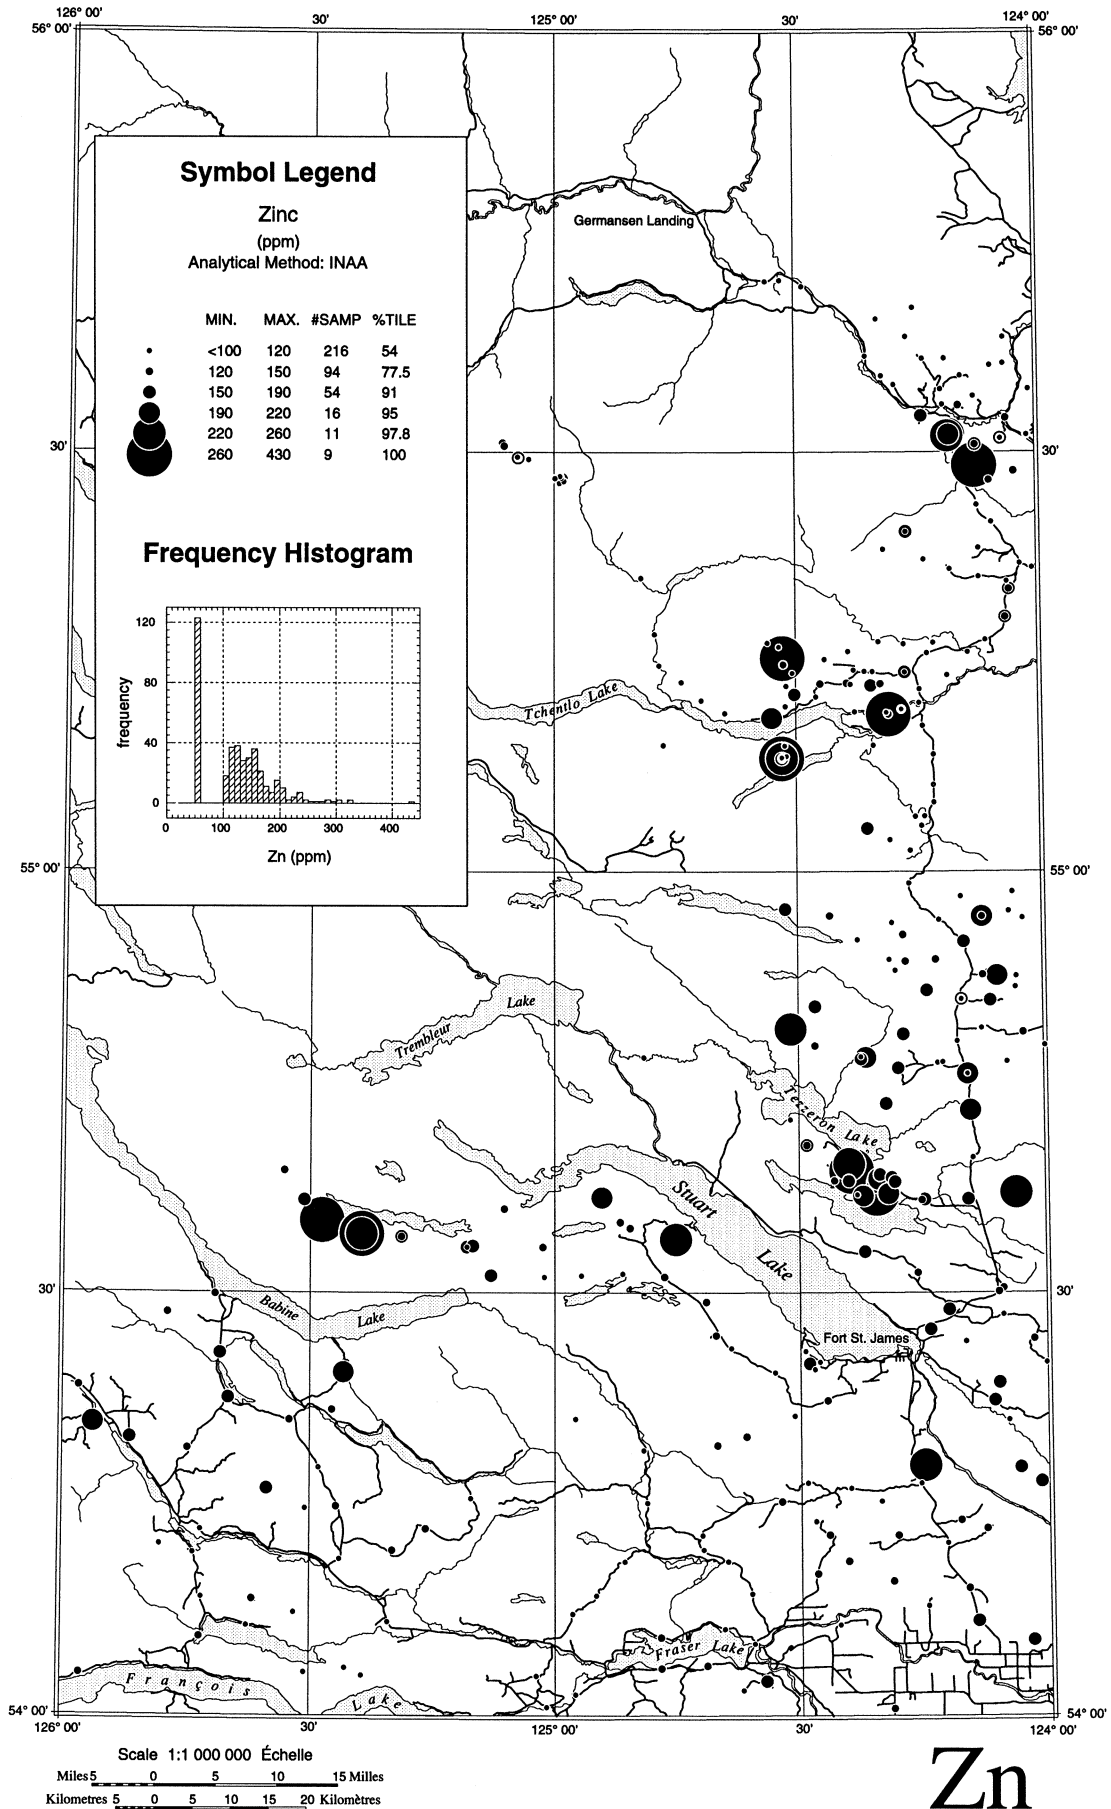 126° 00' 30' 125° 00' 30' 124° 00'
56° 00' 56° 00'
Symbol Legend
Zinc
(ppm)
Analytical Method: INAA
MIN. MAX. #SAMP %TILE
<100 120 216 54
120 150 94 77.5
150 190 54 91
190 220 16 95
220 260 11 97.8
260 430 9 100
Germansen Landing
30' 30'
Frequency HIstogram
120
80
40
0
frequency
0 100 200 300 400
Zn (ppm)
Tchentlo Lake
55° 00' 55° 00'
Trembleur Lake
Tezzeron Lake
Stuart Lake
30' 30'
Babine Lake
Fort St. James
Fraser Lake
François Lake
54° 00' 54° 00'
126° 00' 30' 125° 00' 30' 124° 00'
Scale 1:1 000 000 Échelle
Miles 5 0 5 10 15 Milles
Kilometres 5 0 5 10 15 20 Kilomètres
Zn